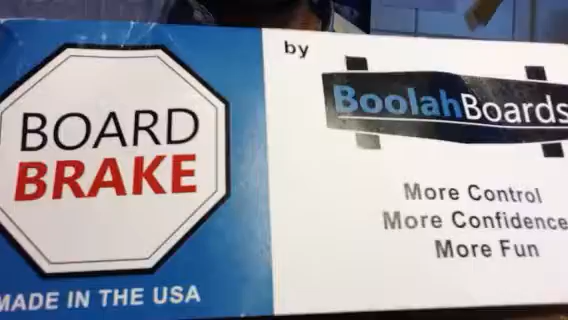 BOARD
BRAKE
MADE IN THE USA
by
BoolahBoards
More Control
More Confidence
More Fun